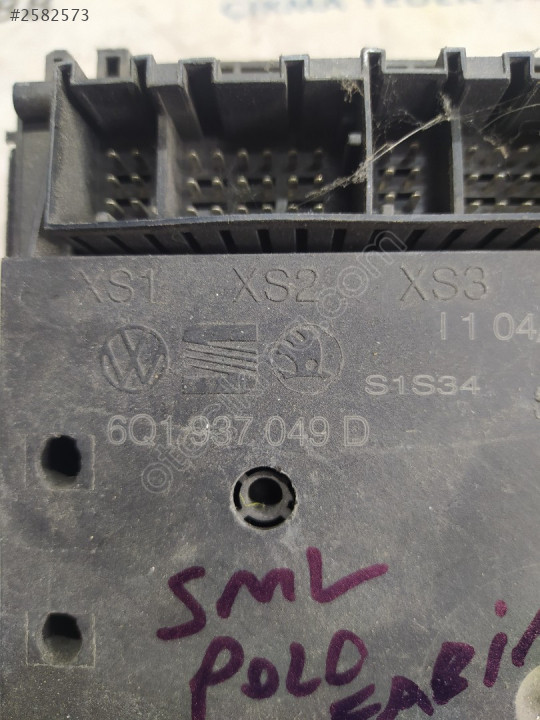 #2582573
XS1 XS2 XS3
I 1 04
S1S34
6Q1 937 049 D
SML
POLO
FABİA